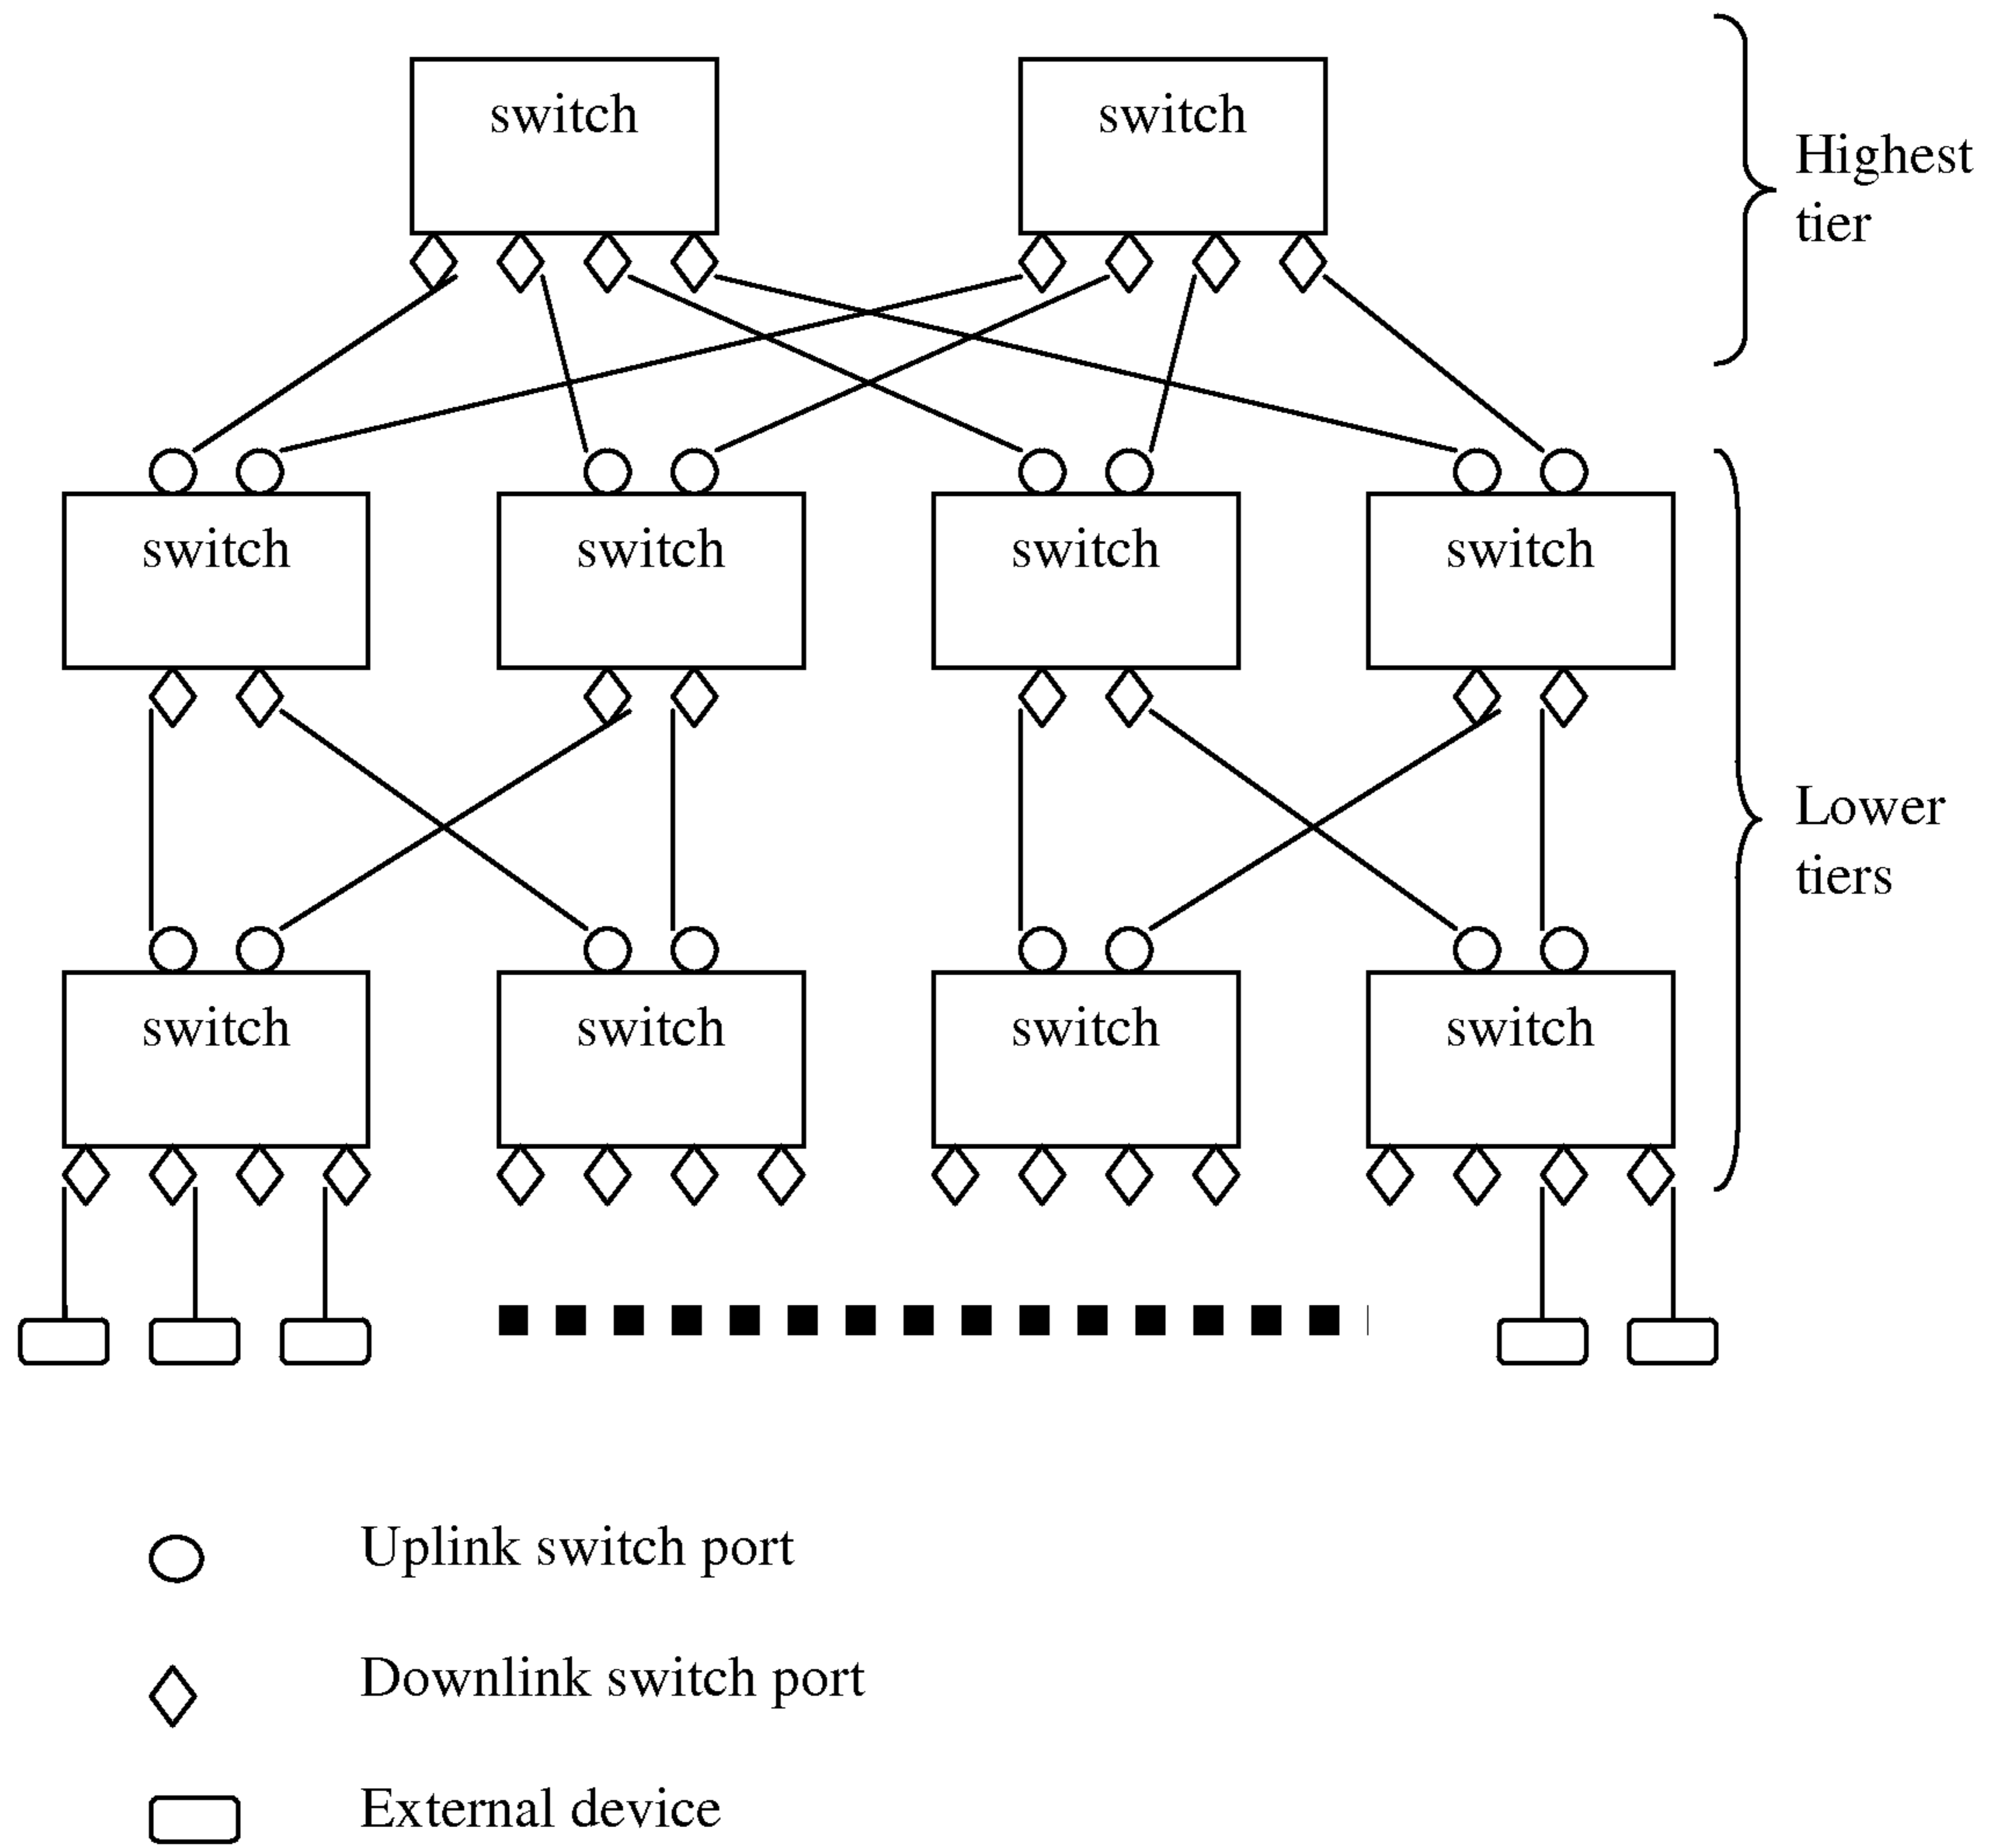 switch
switch
Highest
tier
switch
switch
switch
switch
Lower
tiers
switch
switch
switch
switch
Uplink switch port
Downlink switch port
External device